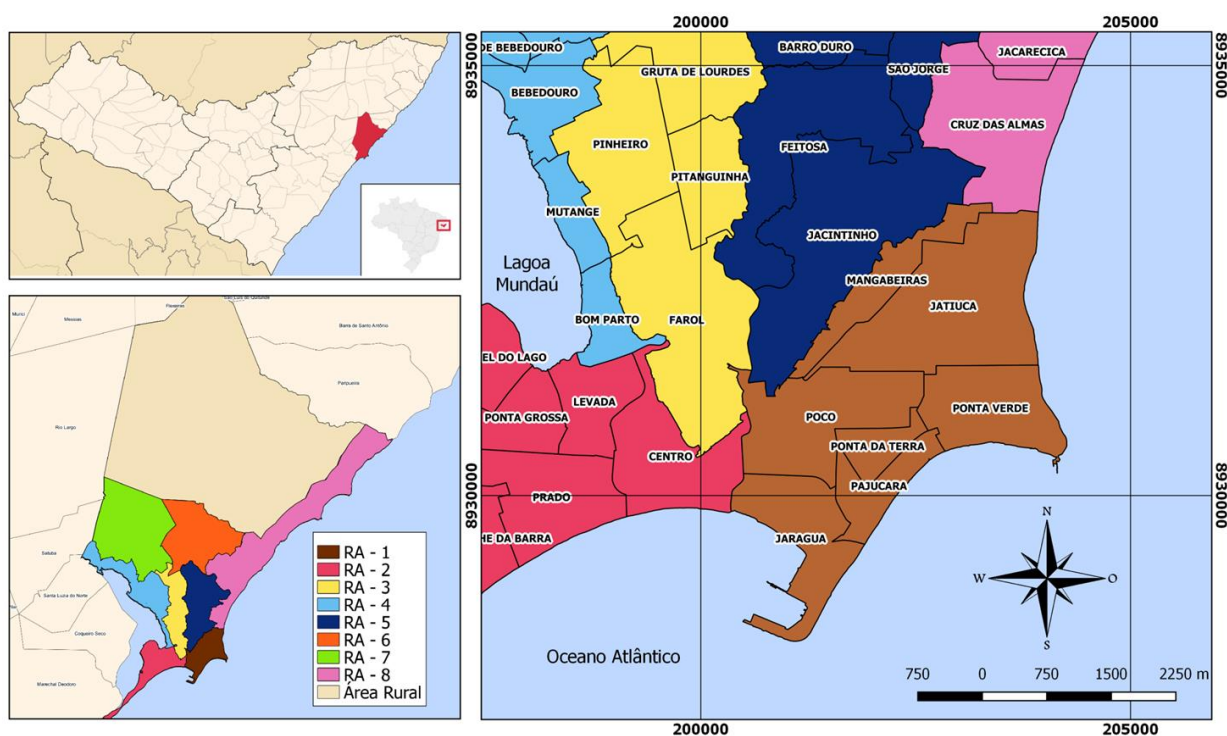 200000
205000
8935000
8935000
DE BEBEDOURO
BARRO DURO
JACARECICA
GRUTA DE LOURDES
SAO JORGE
BEBEDOURO
CRUZ DAS ALMAS
PINHEIRO
FEITOSA
PITANGUINHA
MUTANGE
JACINTINHO
Lagoa
Mundaú
MANGABEIRAS
JATIUCA
BOM PARTO
FAROL
EL DO LAGO
LEVADA
PONTA GROSSA
POCO
PONTA VERDE
PONTA DA TERRA
CENTRO
PAJUCARA
PRADO
8930000
8930000
JARAGUA
HE DA BARRA
Oceano Atlântico
N
W
O
S
750
0
750
1500
2250 m
200000
205000
Messias
Barra de Santo Antônio
Paripueira
Rio Largo
Satuba
Santa Luzia do Norte
Coqueiro Seco
Marechal Deodoro
RA - 1
RA - 2
RA - 3
RA - 4
RA - 5
RA - 6
RA - 7
RA - 8
Área Rural